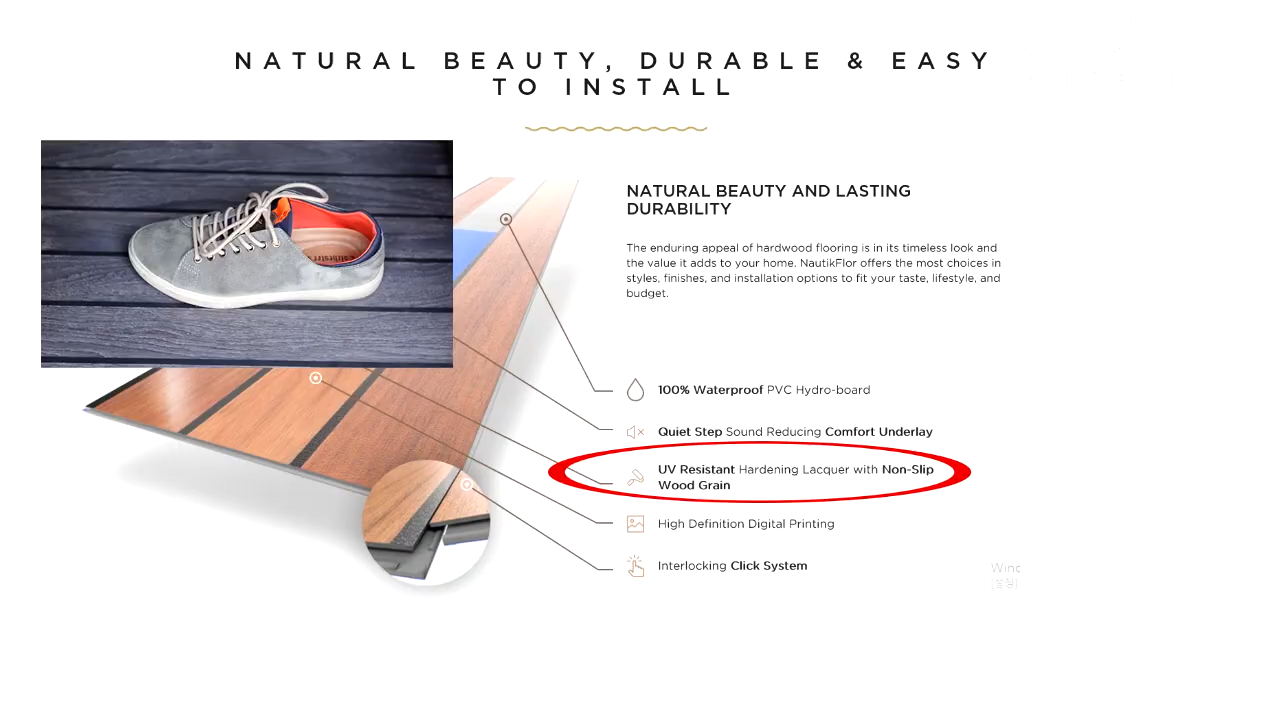 NATURAL BEAUTY, DURABLE & EASY
TO INSTALL
NATURAL BEAUTY AND LASTING
DURABILITY
The enduring appeal of hardwood flooring is in its timeless look and
the value it adds to your home. NautikFlor offers the most choices in
styles, finishes, and installation options to fit your taste, lifestyle, and
budget.
100% Waterproof PVC Hydro-board
Quiet Step Sound Reducing Comfort Underlay
UV Resistant Hardening Lacquer with Non-Slip
Wood Grain
High Definition Digital Printing
Interlocking Click System